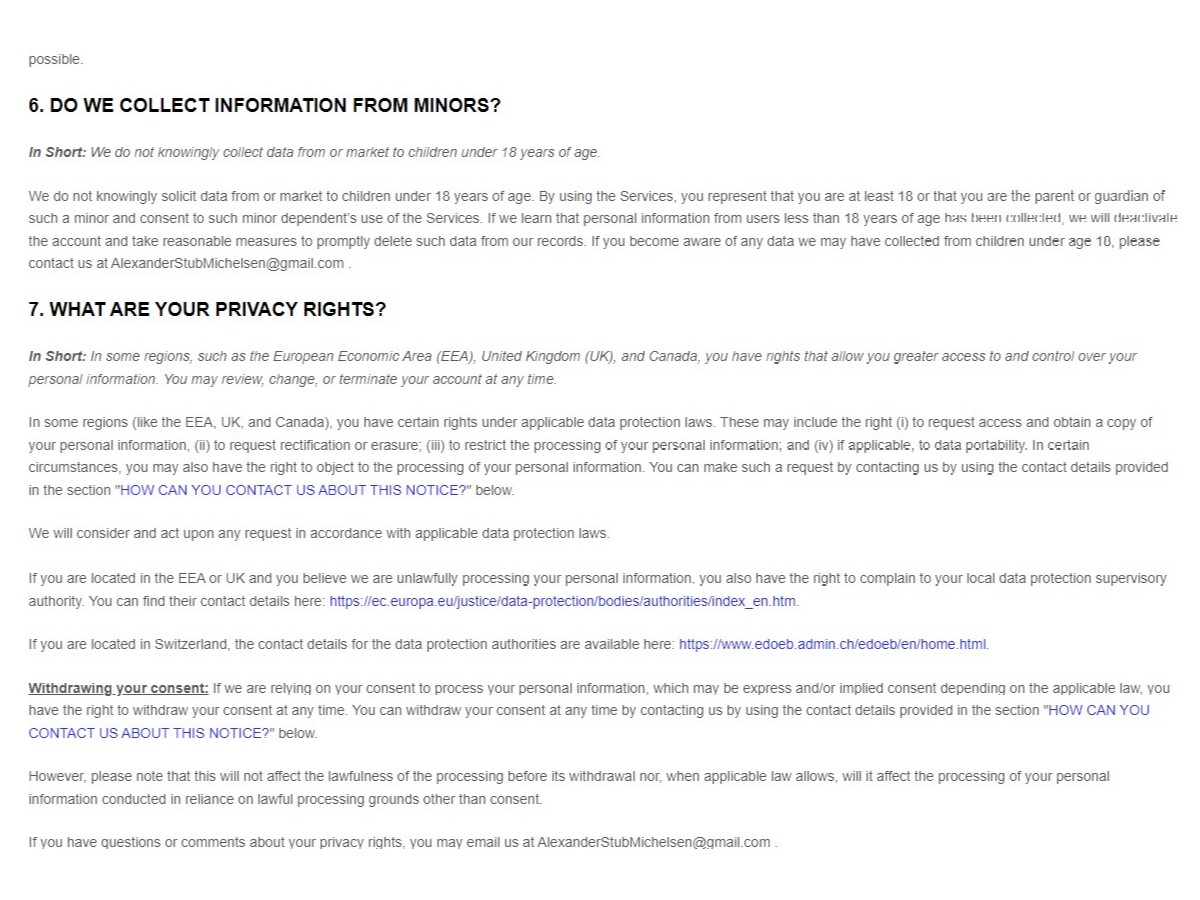 possible.
6. DO WE COLLECT INFORMATION FROM MINORS?
In Short: We do not knowingly collect data from or market to children under 18 years of age.
We do not knowingly solicit data from or market to children under 18 years of age. By using the Services, you represent that you are at least 18 or that you are the parent or guardian of
such a minor and consent to such minor dependent's use of the Services. If we learn that personal information from users less than 18 years of age has been collected, we will deactivate
the account and take reasonable measures to promptly delete such data from our records. If you become aware of any data we may have collected from children under age 18, please
contact us at AlexanderStubMichelsen@gmail.com .
7. WHAT ARE YOUR PRIVACY RIGHTS?
In Short: In some regions, such as the European Economic Area (EEA), United Kingdom (UK), and Canada, you have rights that allow you greater access to and control over your
personal information. You may review, change, or terminate your account at any time.
In some regions (like the EEA, UK, and Canada), you have certain rights under applicable data protection laws. These may include the right (i) to request access and obtain a copy of
your personal information, (ii) to request rectification or erasure; (iii) to restrict the processing of your personal information; and (iv) if applicable, to data portability. In certain
circumstances, you may also have the right to object to the processing of your personal information. You can make such a request by contacting us by using the contact details provided
in the section "HOW CAN YOU CONTACT US ABOUT THIS NOTICE?" below.
We will consider and act upon any request in accordance with applicable data protection laws.
If you are located in the EEA or UK and you believe we are unlawfully processing your personal information, you also have the right to complain to your local data protection supervisory
authority. You can find their contact details here: https://ec.europa.eu/justice/data-protection/bodies/authorities/index_en.htm.
If you are located in Switzerland, the contact details for the data protection authorities are available here: https://www.edoeb.admin.ch/edoeb/en/home.html.
Withdrawing your consent: If we are relying on your consent to process your personal information, which may be express and/or implied consent depending on the applicable law, you
have the right to withdraw your consent at any time. You can withdraw your consent at any time by contacting us by using the contact details provided in the section "HOW CAN YOU
CONTACT US ABOUT THIS NOTICE?" below.
However, please note that this will not affect the lawfulness of the processing before its withdrawal nor, when applicable law allows, will it affect the processing of your personal
information conducted in reliance on lawful processing grounds other than consent.
If you have questions or comments about your privacy rights, you may email us at AlexanderStubMichelsen@gmail.com .